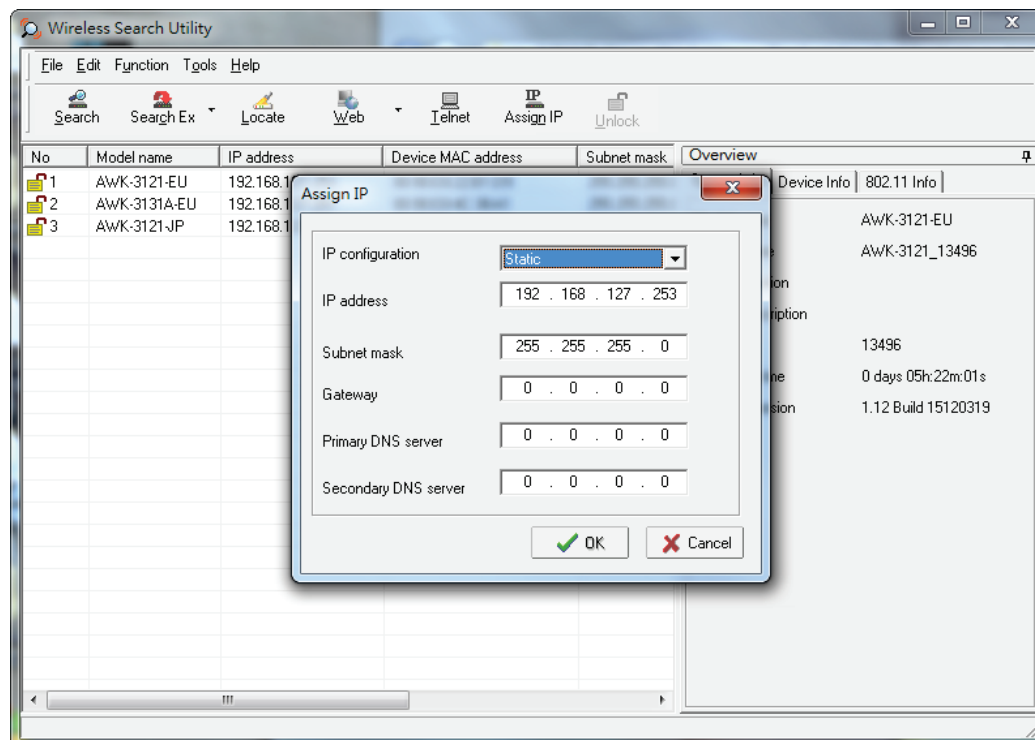 Wireless Search Utility
File Edit Function Tools Help
Search Search Ex Locate Web Telnet IP Assign IP Unlock
No Model name IP address Device MAC address Subnet mask Overview
1 AWK-3121-EU 192.168.1
2 AWK-3131A-EU 192.168.1
3 AWK-3121-JP 192.168.1
Device Info 802.11 Info
AWK-3121-EU
AWK-3121_13496
ion
ription
13496
me 0 days 05h:22m:01s
sion 1.12 Build 15120319
Assign IP
IP configuration Static
IP address 192 . 168 . 127 . 253
Subnet mask 255 . 255 . 255 . 0
Gateway 0 . 0 . 0 . 0
Primary DNS server 0 . 0 . 0 . 0
Secondary DNS server 0 . 0 . 0 . 0
OK Cancel